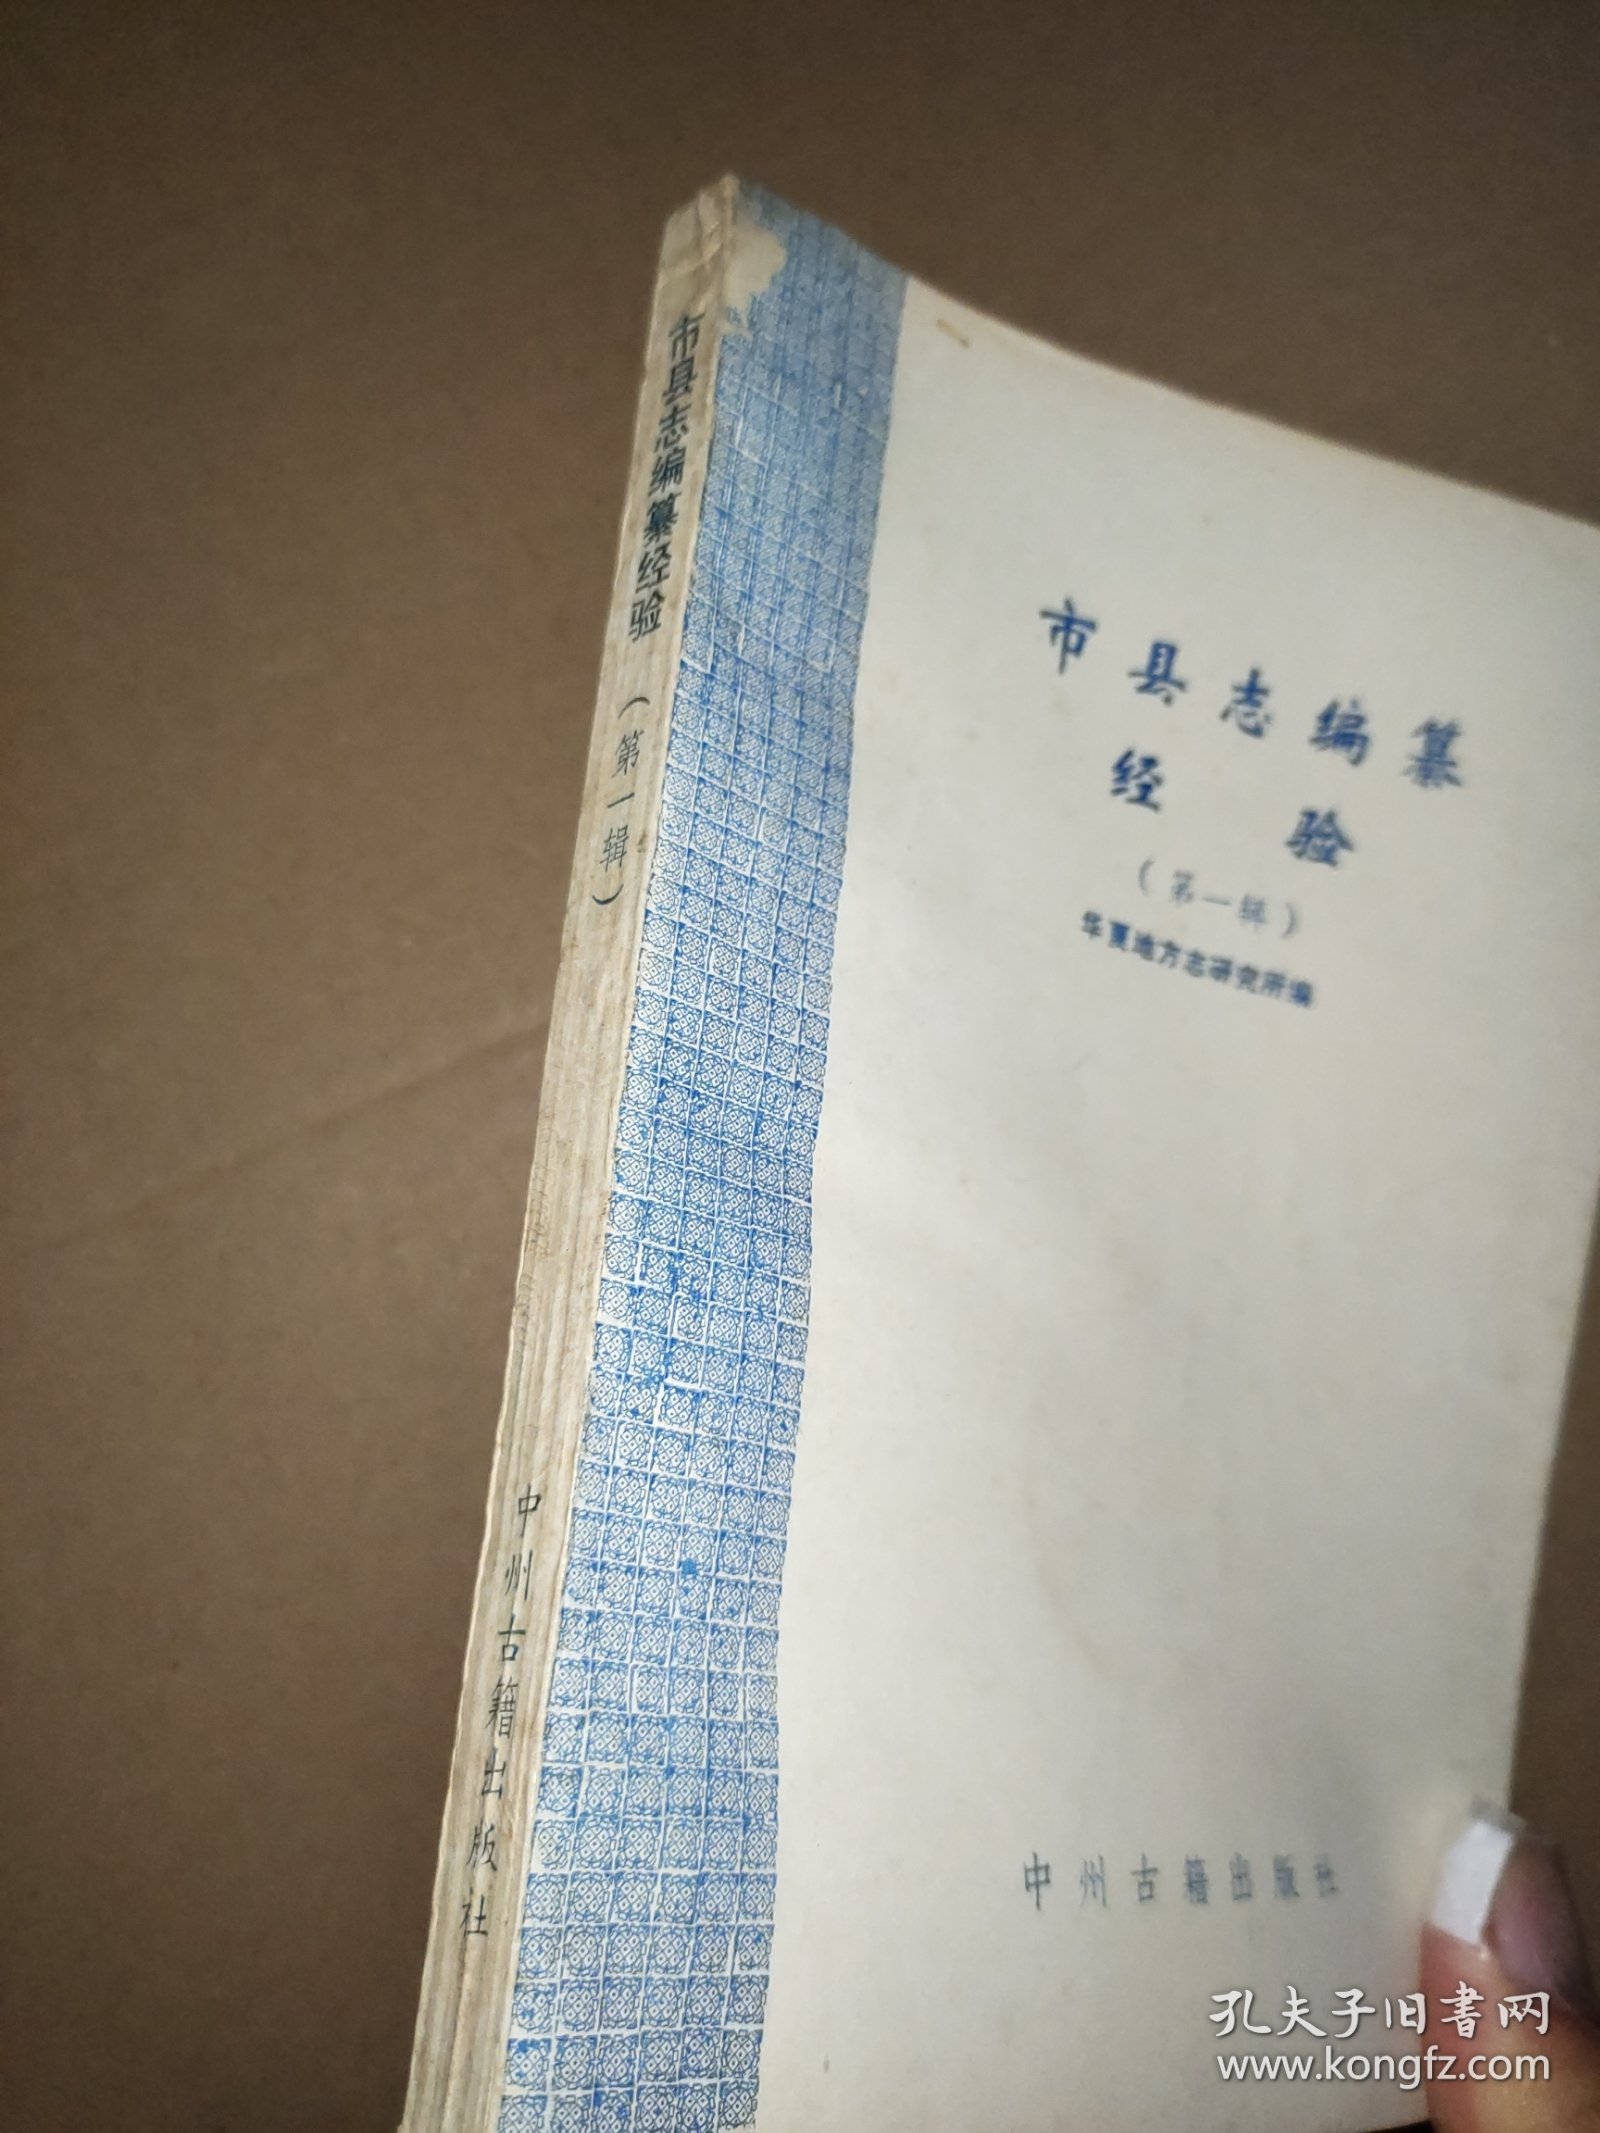 市县志编纂经验（第一辑）
中州古籍出版社
市县志编纂
经验
（第一辑）
华夏地方志研究所编
中州古籍出版社
孔夫子旧书网
www.kongfz.com